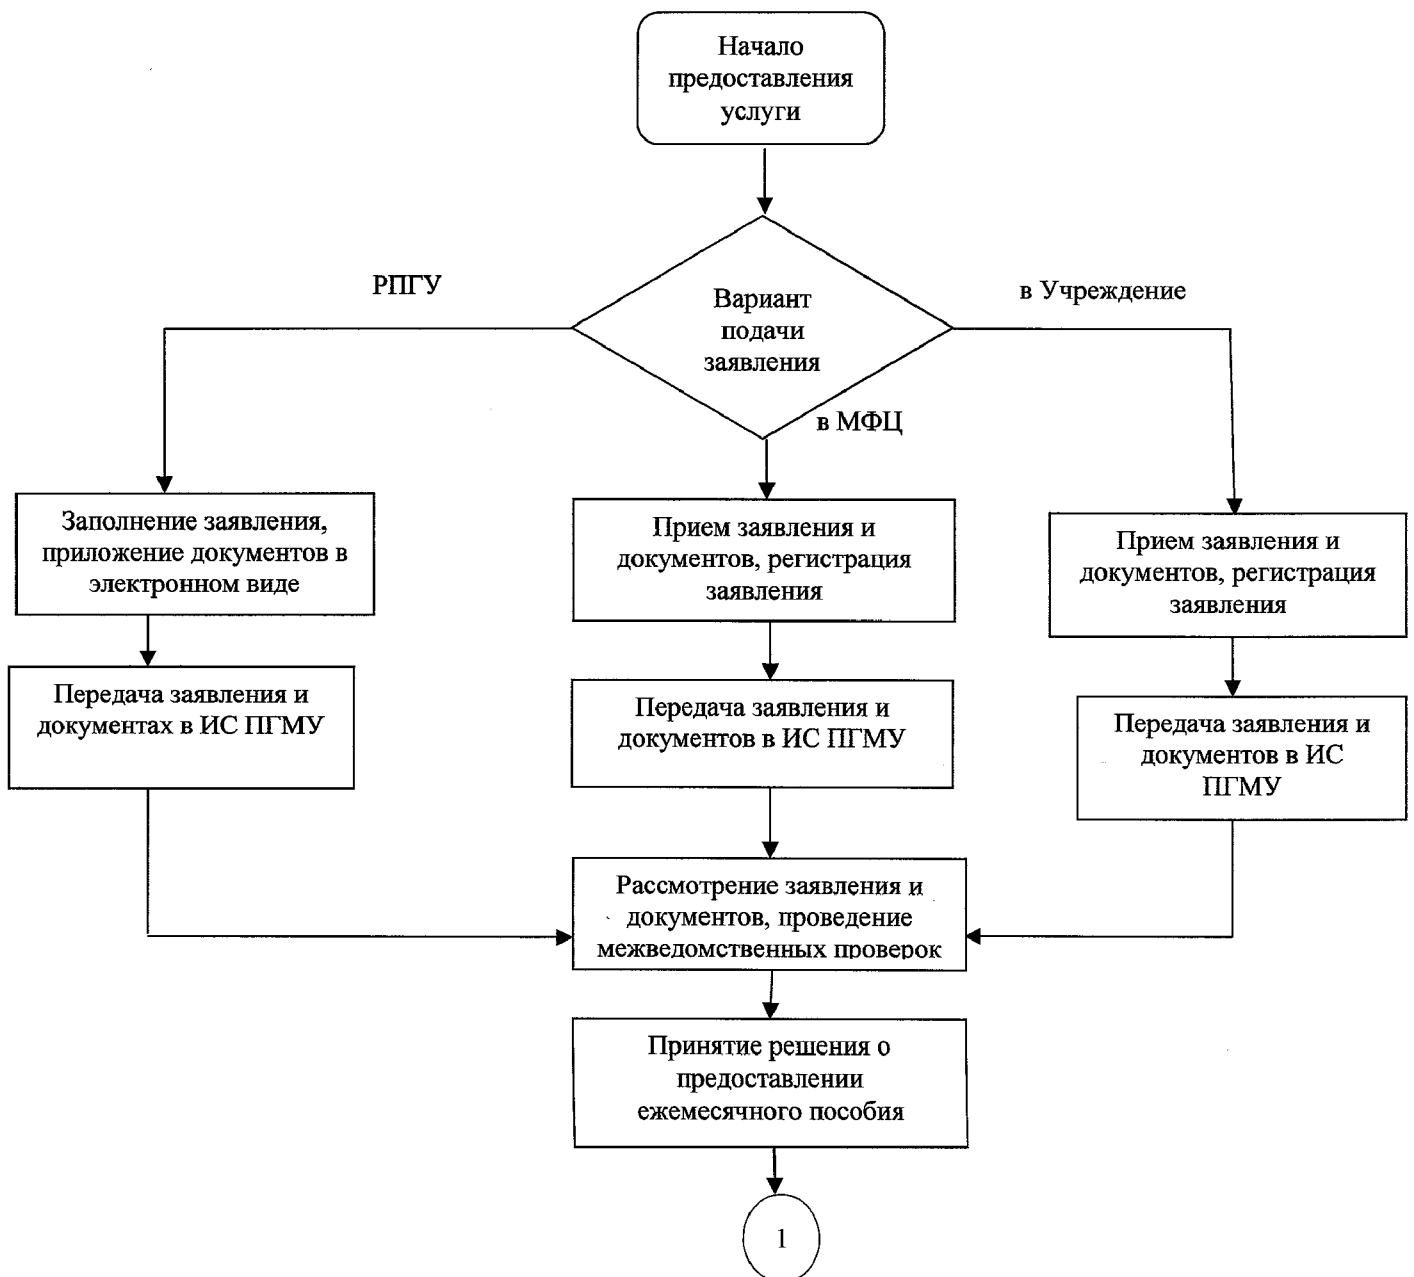 Начало
предоставления
услуги
РПГУ
в Учреждение
Вариант
подачи
заявления
в МФЦ
Заполнение заявления,
приложение документов в
электронном виде
Прием заявления и
документов, регистрация
заявления
Прием заявления и
документов, регистрация
заявления
Передача заявления и
документах в ИС ПГМУ
Передача заявления и
документов в ИС ПГМУ
Передача заявления и
документов в ИС
ПГМУ
Рассмотрение заявления и
документов, проведение
межведомственных проверок
Принятие решения о
предоставлении
ежемесячного пособия
1